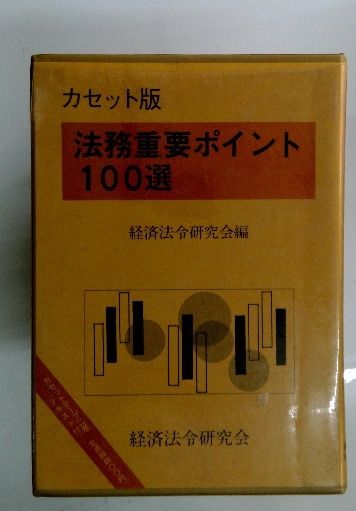 カセット版
法務重要ポイント
100選
経済法令研究会編
経済法令研究会